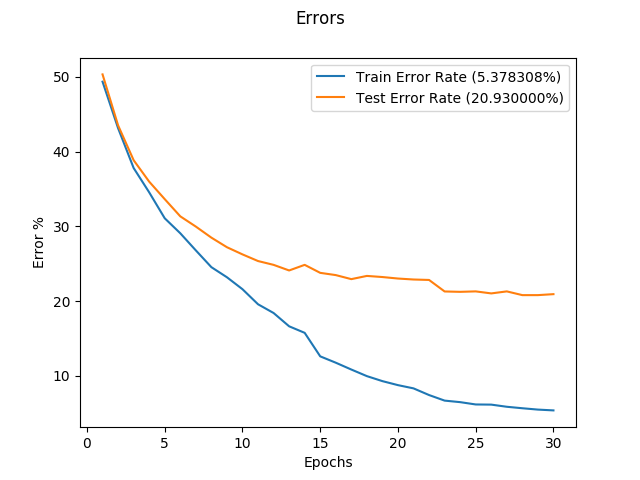 Errors
Train Error Rate (5.378308%)
Test Error Rate (20.930000%)
Error %
50
40
30
20
10
0 5 10 15 20 25 30
Epochs